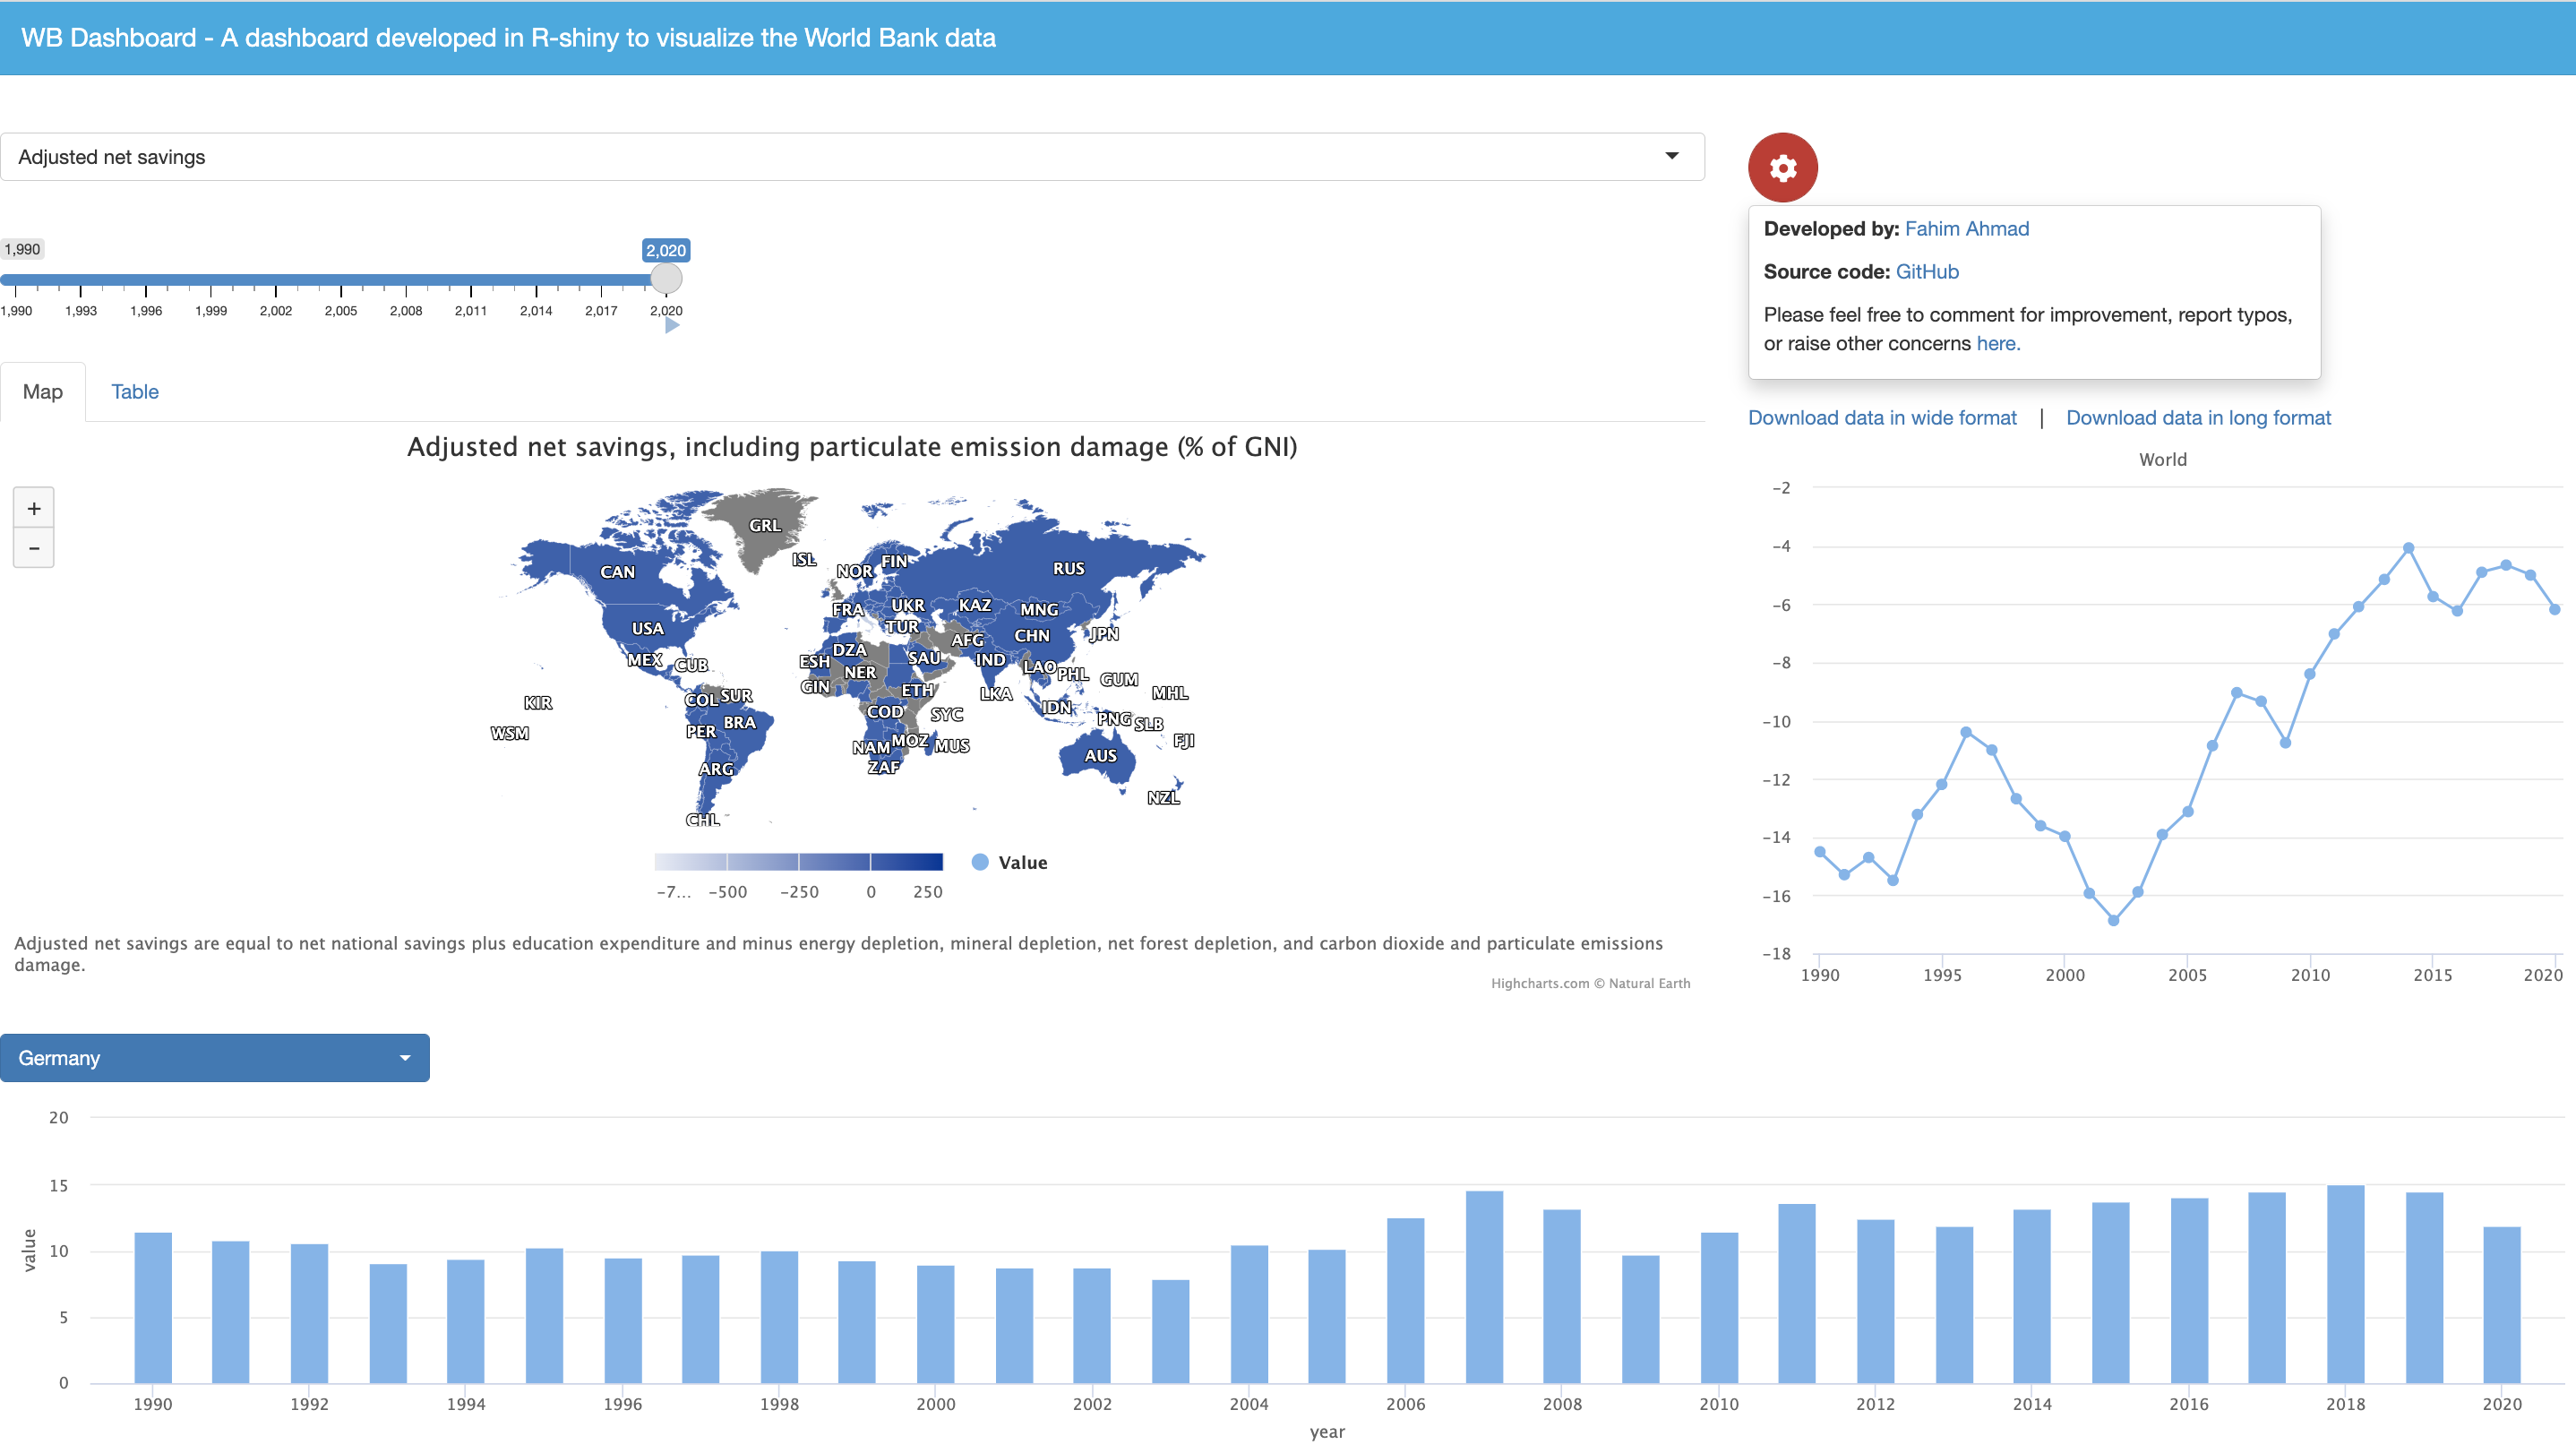 WB Dashboard - A dashboard developed in R-shiny to visualize the World Bank data
Adjusted net savings
1,990
2,020
1,990 1,993 1,996 1,999 2,002 2,005 2,008 2,011 2,014 2,017 2,020
Map
Table
Developed by: Fahim Ahmad
Source code: GitHub
Please feel free to comment for improvement, report typos,
or raise other concerns here.
Download data in wide format | Download data in long format
Adjusted net savings, including particulate emission damage (% of GNI)
+
−
GRL
ISL
NOR
FIN
RUS
CAN
FRA
UKR
KAZ
MNG
USA
TUR
AFG
CHN
JPN
MEX
CUB
ESH
DZA
NER
SAU
IND
LAO
PHL
GUM
MHL
GIN
ETH
LKA
KIR
COL
SUR
COD
SYC
IDN
PNG
SLB
WSM
PER
BRA
NAM
MOZ
MUS
FJI
ARG
ZAF
AUS
NZL
CHL
-7... -500 -250 0 250
Value
Adjusted net savings are equal to net national savings plus education expenditure and minus energy depletion, mineral depletion, net forest depletion, and carbon dioxide and particulate emissions
damage.
Highcharts.com © Natural Earth
World
-2
-4
-6
-8
-10
-12
-14
-16
-18
1990 1995 2000 2005 2010 2015 2020
Germany
20
15
10
5
0
value
1990 1992 1994 1996 1998 2000 2002 2004 2006 2008 2010 2012 2014 2016 2018 2020
year